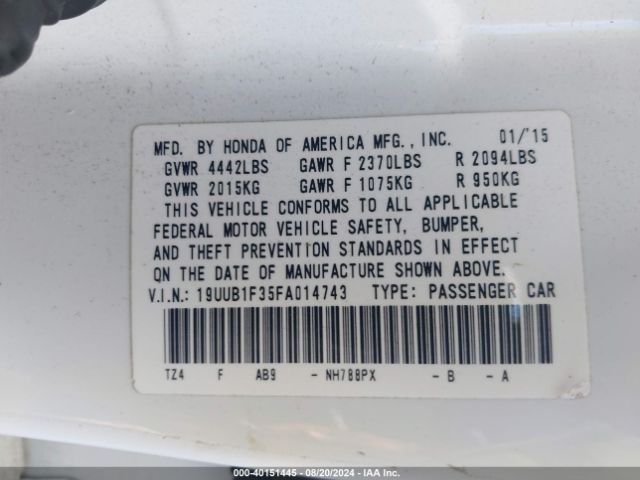 MFD. BY HONDA OF AMERICA MFG., INC. 01/'15
GVWR 4442LBS GAWR F 2370LBS R 2094LBS
GVWR 2015KG GAWR F 1075KG R 950KG
THIS VEHICLE CONFORMS TO ALL APPLICABLE
FEDERAL MOTOR VEHICLE SAFETY, BUMPER,
AND THEFT PREVENTION STANDARDS IN EFFECT
ON THE DATE OF MANUFACTURE SHOWN ABOVE.
V.I.N.: 19UUB1F35FA014743 TYPE: PASSENGER CAR
TZ4 F AB9 - NH788PX - B - A
000-40151445 - 08/20/2024 - IAA Inc.